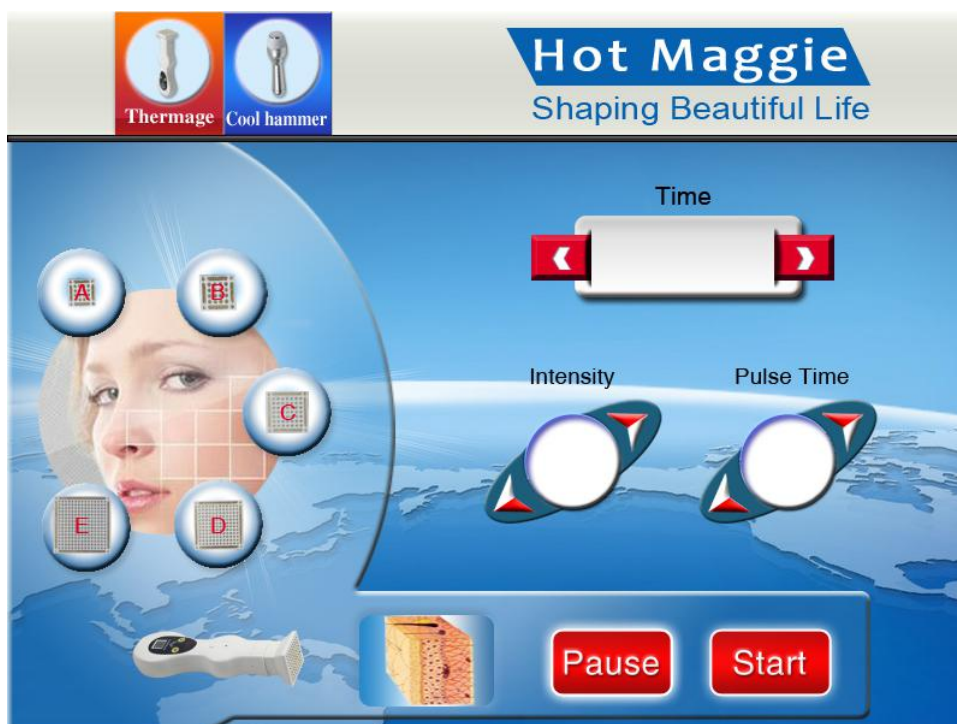 Hot Maggie
Shaping Beautiful Life
Thermage
Cool hammer
Time
A
B
C
D
E
Intensity
Pulse Time
Pause
Start